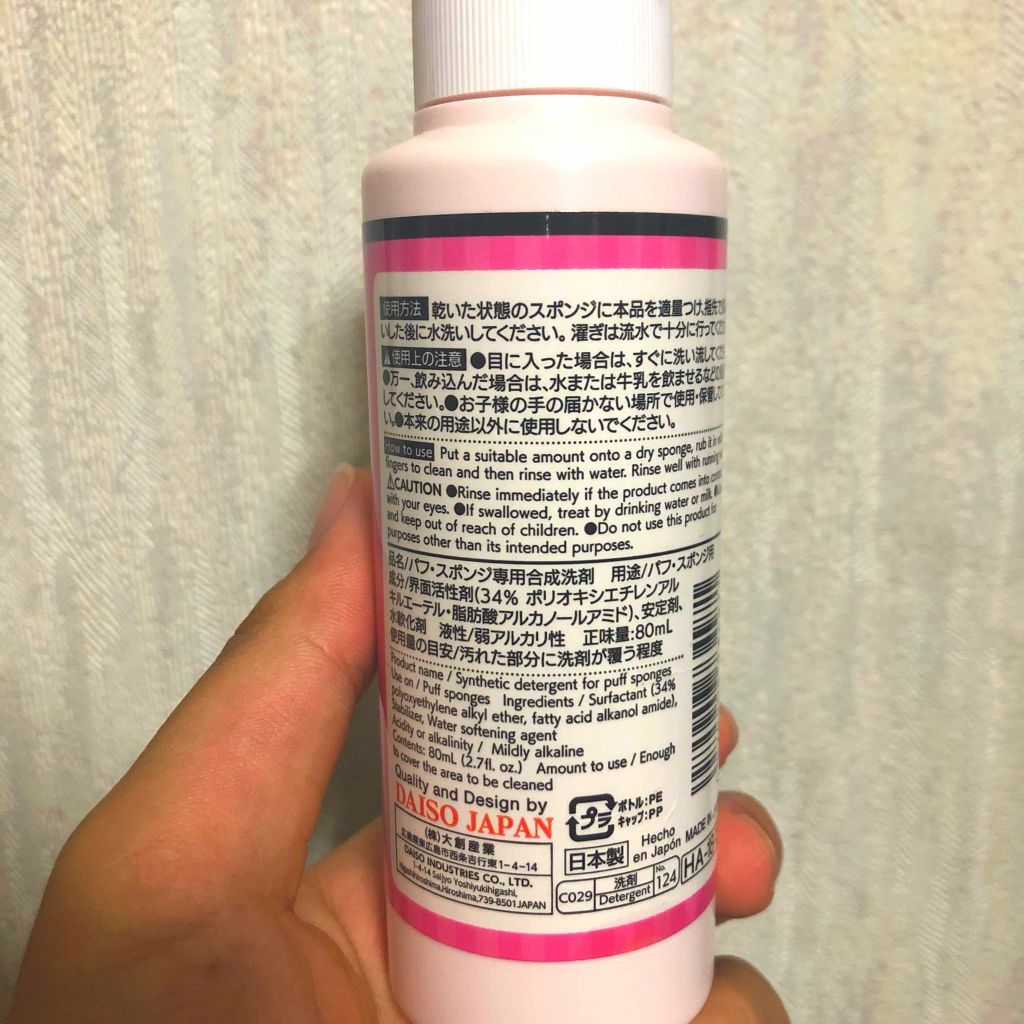 使用方法 乾いた状態のスポンジに本品を適量つけ、指先で
いした後に水洗いしてください。濯ぎは流水で十分に行ってくだ
⚠使用上の注意 ●目に入った場合は、すぐに洗い流してく
●万一、飲み込んだ場合は、水または牛乳を飲ませるなどの
してください。●お子様の手の届かない場所で使用・保管して
い。●本来の用途以外に使用しないでください。
How to use Put a suitable amount onto a dry sponge, rub it in
fingers to clean and then rinse with water. Rinse well with running
⚠CAUTION ●Rinse immediately if the product comes into
with your eyes. ●If swallowed, treat by drinking water or milk.
and keep out of reach of children. ●Do not use this product for
purposes other than its intended purposes.
品名/パフ・スポンジ専用合成洗剤 用途/パフ・スポンジ用
成分/界面活性剤(34% ポリオキシエチレンアル
キルエーテル・脂肪酸アルカノールアミド)、安定剤、
水軟化剤 液性/弱アルカリ性 正味量:80mL
使用量の目安/汚れた部分に洗剤が覆う程度
Product name / Synthetic detergent for puff sponges
Use on / Puff sponges Ingredients / Surfactant (34%
polyoxyethylene alkyl ether, fatty acid alkanol amide),
Stabilizer, Water softening agent
Acidity or alkalinity / Mildly alkaline
Contents: 80mL (2.7fl. oz.) Amount to use / Enough
to cover the area to be cleaned
Quality and Design by
DAISO JAPAN
(株)大創産業
広島県東広島市西条吉行東1-4-14
DAISO INDUSTRIES CO., LTD.
1-4-14 Saijyo Yoshiyukihigashi,
Higashihiroshima,Hiroshima,739-8501 JAPAN
プラ ボトル:PE
キャップ:PP
日本製 Hecho
en Japón MADE IN
C029 洗剤
Detergent No.
124 HA-